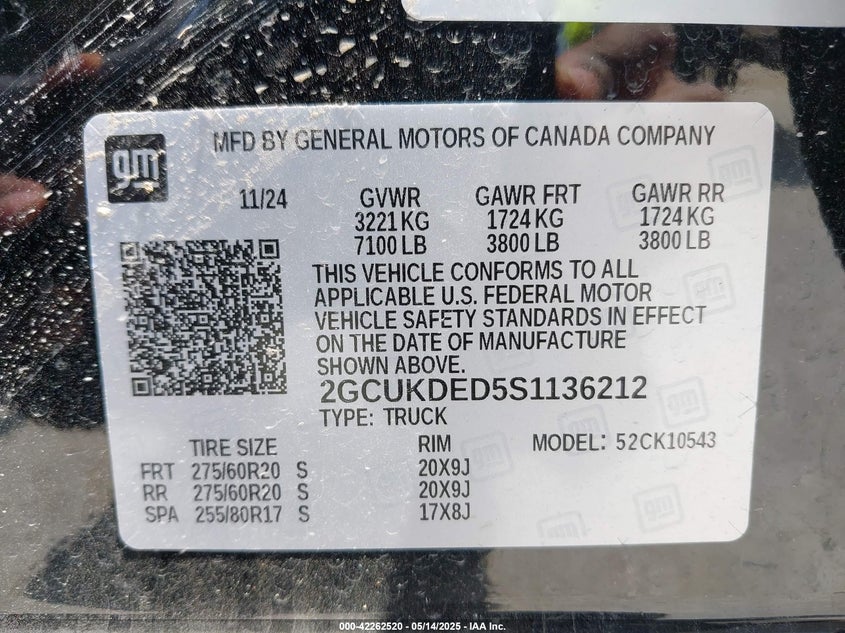 gm
MFD BY GENERAL MOTORS OF CANADA COMPANY
11/24 GVWR GAWR FRT GAWR RR
3221 KG 1724 KG 1724 KG
7100 LB 3800 LB 3800 LB
THIS VEHICLE CONFORMS TO ALL
APPLICABLE U.S. FEDERAL MOTOR
VEHICLE SAFETY STANDARDS IN EFFECT
ON THE DATE OF MANUFACTURE
SHOWN ABOVE.
2GCUKDED5S1136212
TYPE: TRUCK
TIRE SIZE RIM MODEL: 52CK10543
FRT 275/60R20 S 20X9J
RR 275/60R20 S 20X9J
SPA 255/80R17 S 17X8J
000-42262520 - 05/14/2025 - IAA Inc.